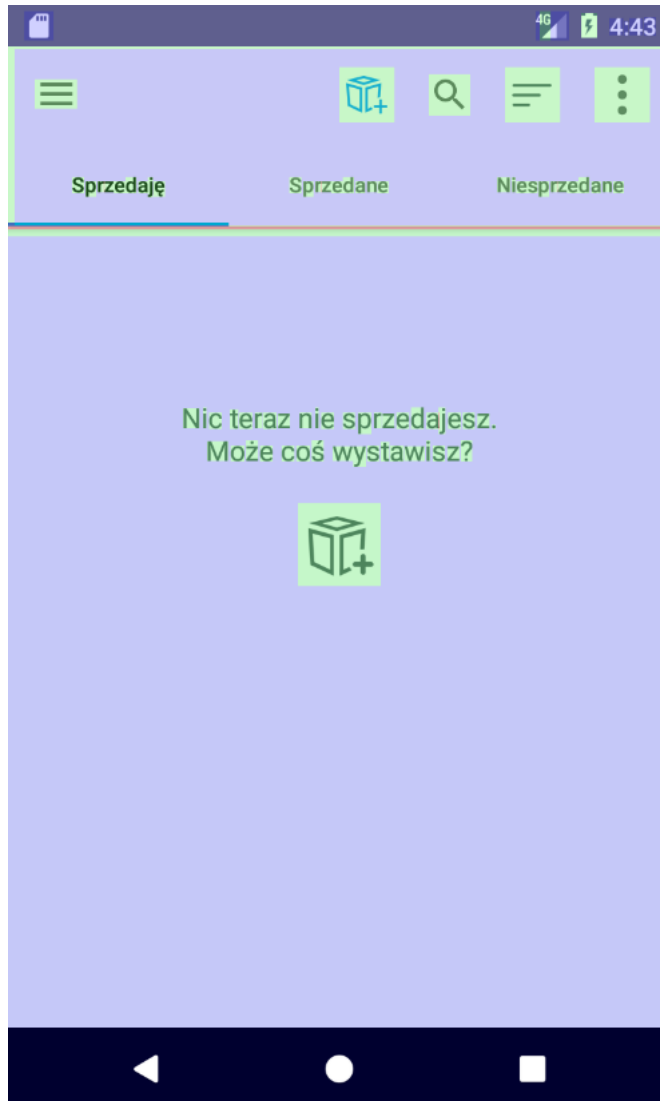 4G 4:43
Sprzedaję Sprzedane Niesprzedane
Nic teraz nie sprzedajesz.
Może coś wystawisz?